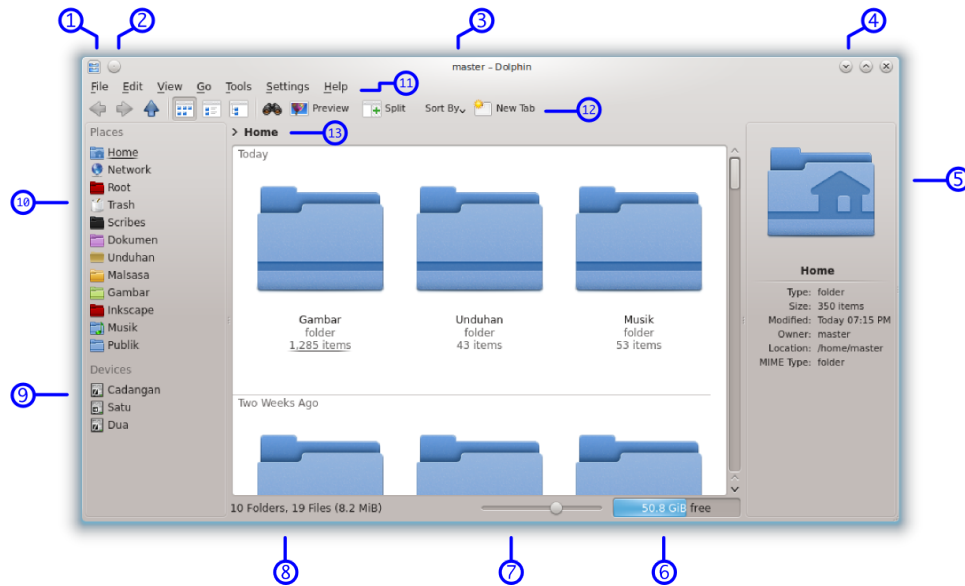 1
2
3
4
master – Dolphin
File Edit View Go Tools Settings Help
11
Preview Split Sort By New Tab
12
Places
> Home
13
Today
Home
Network
Root
Trash
Scribes
Dokumen
Unduhan
Malsasa
Gambar
Inkscape
Musik
Publik
10
Devices
Cadangan
Satu
Dua
9
Gambar
folder
1,285 items
Unduhan
folder
43 items
Musik
folder
53 items
Two Weeks Ago
10 Folders, 19 Files (8.2 MiB)
50.8 GiB free
5
Home
Type: folder
Size: 350 items
Modified: Today 07:15 PM
Owner: master
Location: /home/master
MIME Type: folder
8
7
6